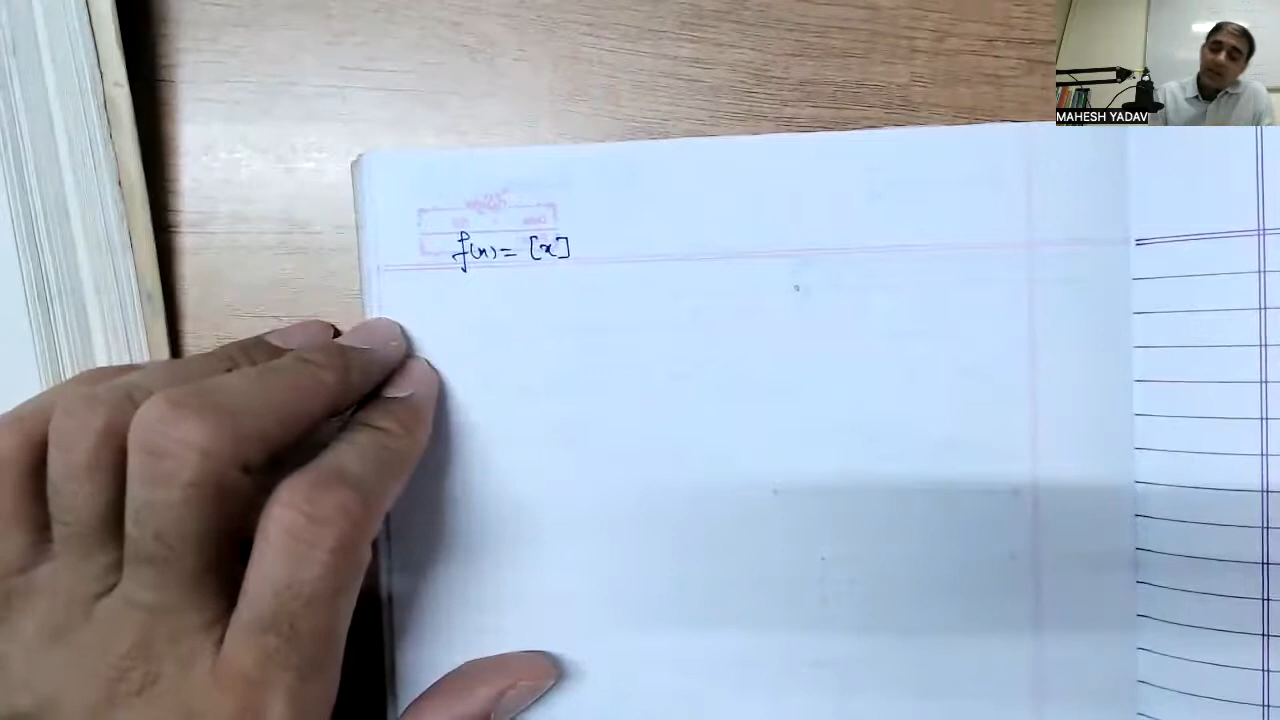 MAHESH YADAV
f(x) = [x]